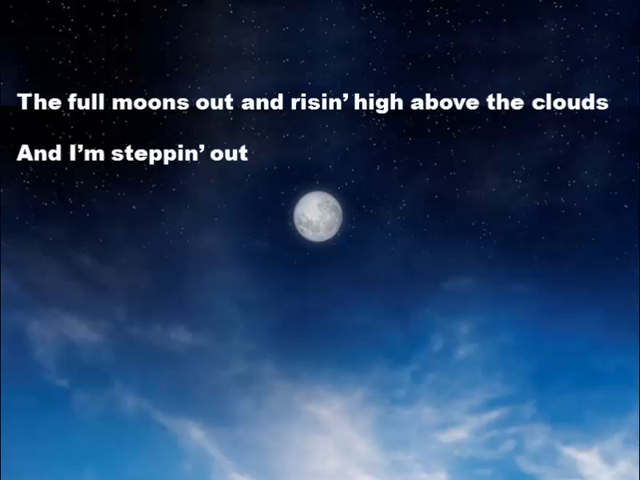 The full moons out and risin’ high above the clouds
And I’m steppin’ out